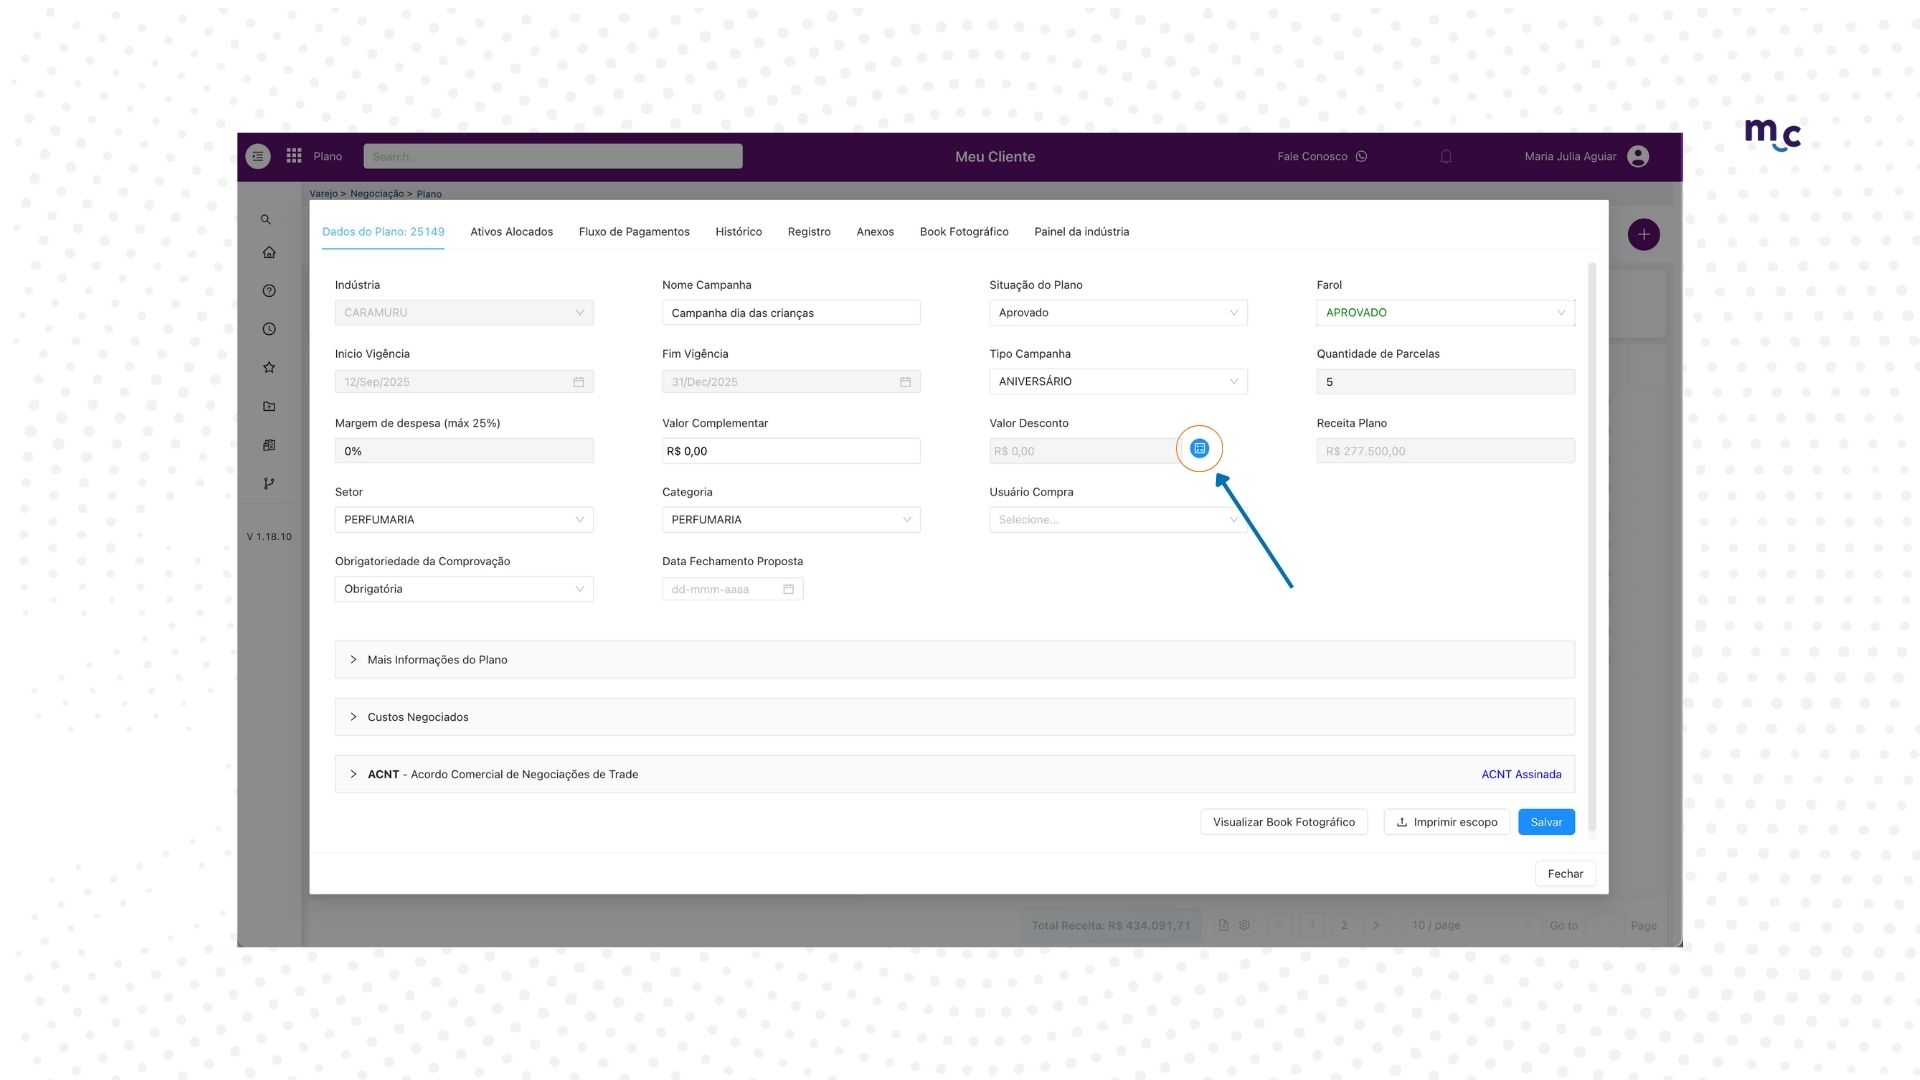 mc
Plano
Search...
Meu Cliente
Fale Conosco
Maria Julia Aguiar
Varejo > Negociação > Plano
Dados do Plano: 25149
Ativos Alocados
Fluxo de Pagamentos
Histórico
Registro
Anexos
Book Fotográfico
Painel da indústria
Indústria
Nome Campanha
Situação do Plano
Farol
CARAMURU
Campanha dia das crianças
Aprovado
APROVADO
Inicio Vigência
Fim Vigência
Tipo Campanha
Quantidade de Parcelas
12/Sep/2025
31/Dec/2025
ANIVERSÁRIO
5
Margem de despesa (máx 25%)
Valor Complementar
Valor Desconto
Receita Plano
0%
R$ 0,00
R$ 0,00
R$ 277.500,00
Setor
Categoria
Usuário Compra
PERFUMARIA
PERFUMARIA
Selecione...
V 1.18.10
Obrigatoriedade da Comprovação
Data Fechamento Proposta
Obrigatória
dd-mmm-aaaa
Mais Informações do Plano
Custos Negociados
ACNT - Acordo Comercial de Negociações de Trade
ACNT Assinada
Visualizar Book Fotográfico
Imprimir escopo
Salvar
Fechar
Total Receita: R$ 434.091,71
1
2
10 / page
Go to
Page